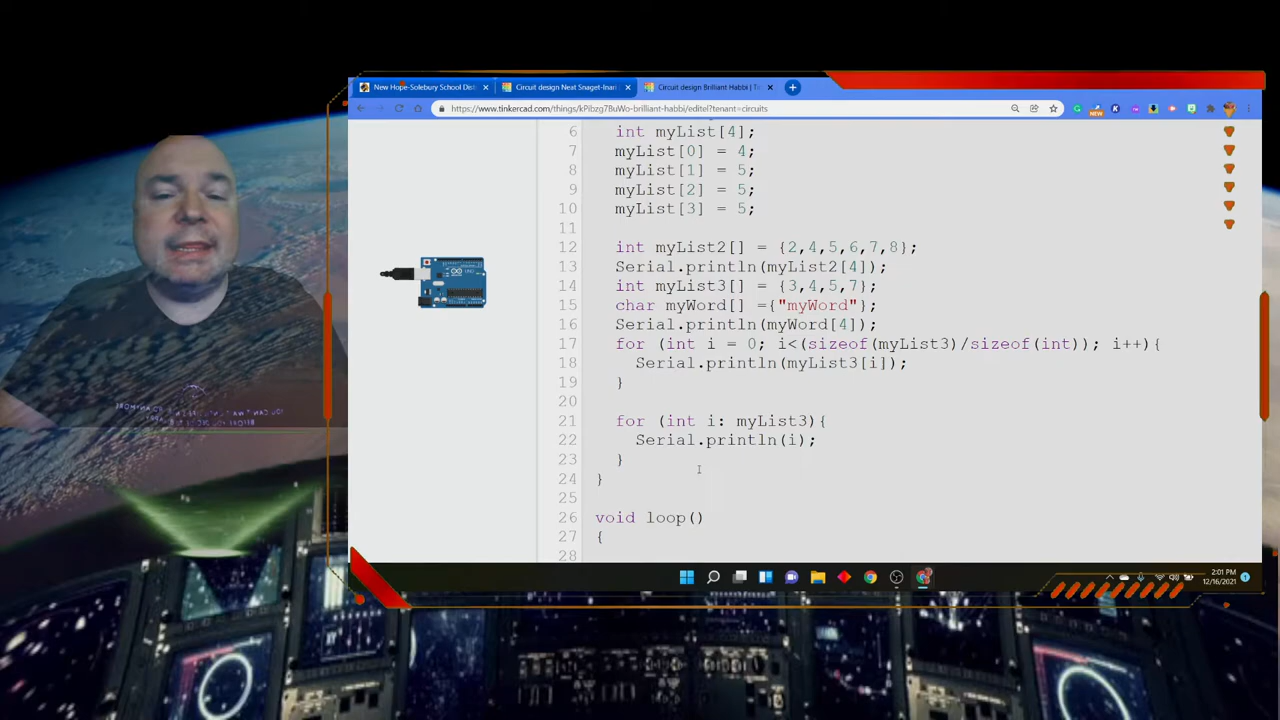 New Hope-Solebury School Dist
Circuit design Neat Snaget-Inari
Circuit design Brilliant Habbi | Ti
https://www.tinkercad.com/things/kPibzg7BuWo-brilliant-habbi/editel?tenant=circuits
NEW
6 int myList[4];
7 myList[0] = 4;
8 myList[1] = 5;
9 myList[2] = 5;
10 myList[3] = 5;
11
12 int myList2[] = {2,4,5,6,7,8};
13 Serial.println(myList2[4]);
14 int myList3[] = {3,4,5,7};
15 char myWord[] ={"myWord"};
16 Serial.println(myWord[4]);
17 for (int i = 0; i<(sizeof(myList3)/sizeof(int)); i++){
18 Serial.println(myList3[i]);
19 }
20
21 for (int i: myList3){
22 Serial.println(i);
23 }
24 }
25
26 void loop()
27 {
28
2:01 PM
12/16/2021